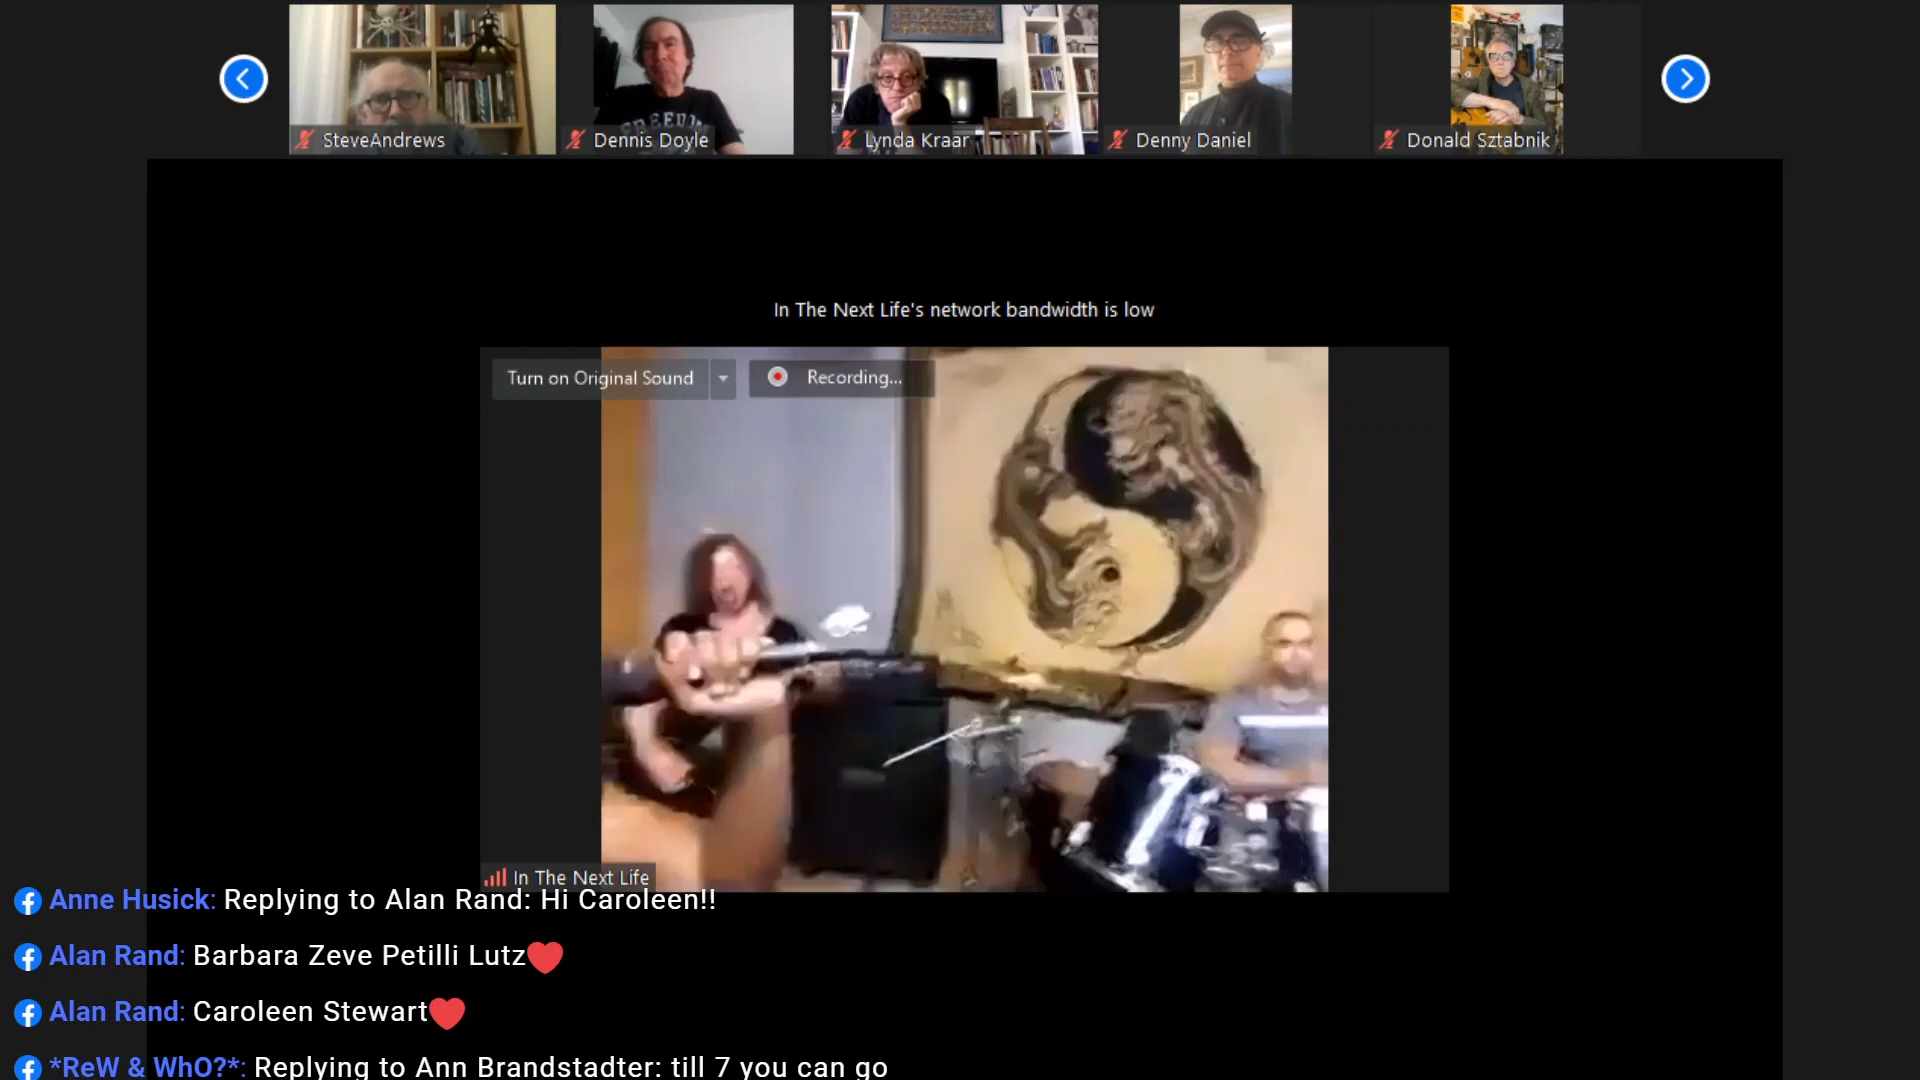 SteveAndrews
Dennis Doyle
Lynda Kraar
Denny Daniel
Donald Sztabnik
FREEDOM
In The Next Life's network bandwidth is low
Turn on Original Sound
Recording...
In The Next Life
Anne Husick: Replying to Alan Rand: Hi Caroleen!!
Alan Rand: Barbara Zeve Petilli Lutz❤
Alan Rand: Caroleen Stewart❤
*ReW & WhO?*: Replying to Ann Brandstadter: till 7 you can go